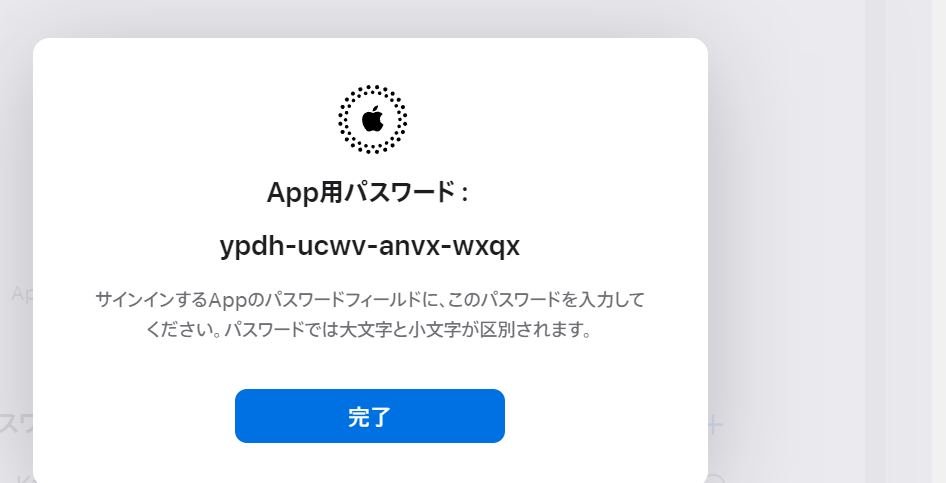 App用パスワード：
ypdh-ucwv-anvx-wxqx
サインインするAppのパスワードフィールドに、このパスワードを入力して
ください。パスワードでは大文字と小文字が区別されます。
完了